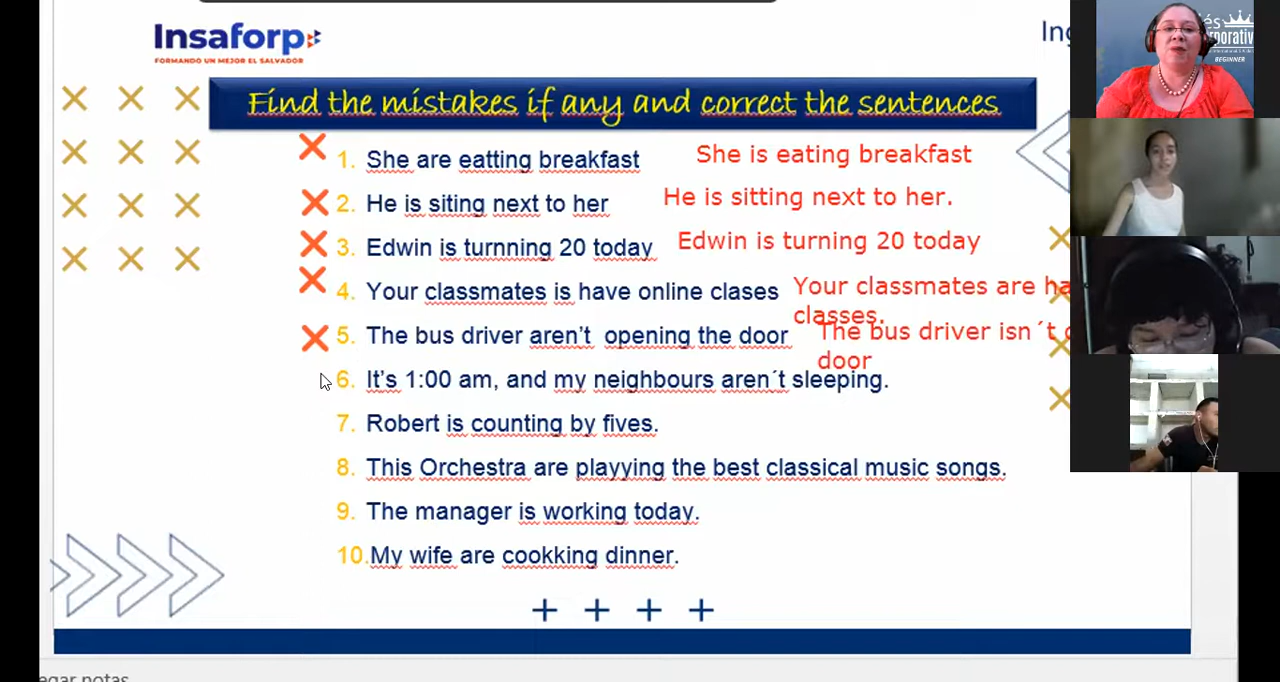 Insaforp
FORMANDO UN MEJOR EL SALVADOR
Find the mistakes if any and correct the sentences
1. She are eatting breakfast She is eating breakfast
2. He is siting next to her He is sitting next to her.
3. Edwin is turnning 20 today Edwin is turning 20 today
4. Your classmates is have online clases Your classmates are
classes.
5. The bus driver aren't opening the door The bus driver isn´t
door
6. It's 1:00 am, and my neighbours aren´t sleeping.
7. Robert is counting by fives.
8. This Orchestra are playying the best classical music songs.
9. The manager is working today.
10. My wife are cookking dinner.
BEGINNER
notas